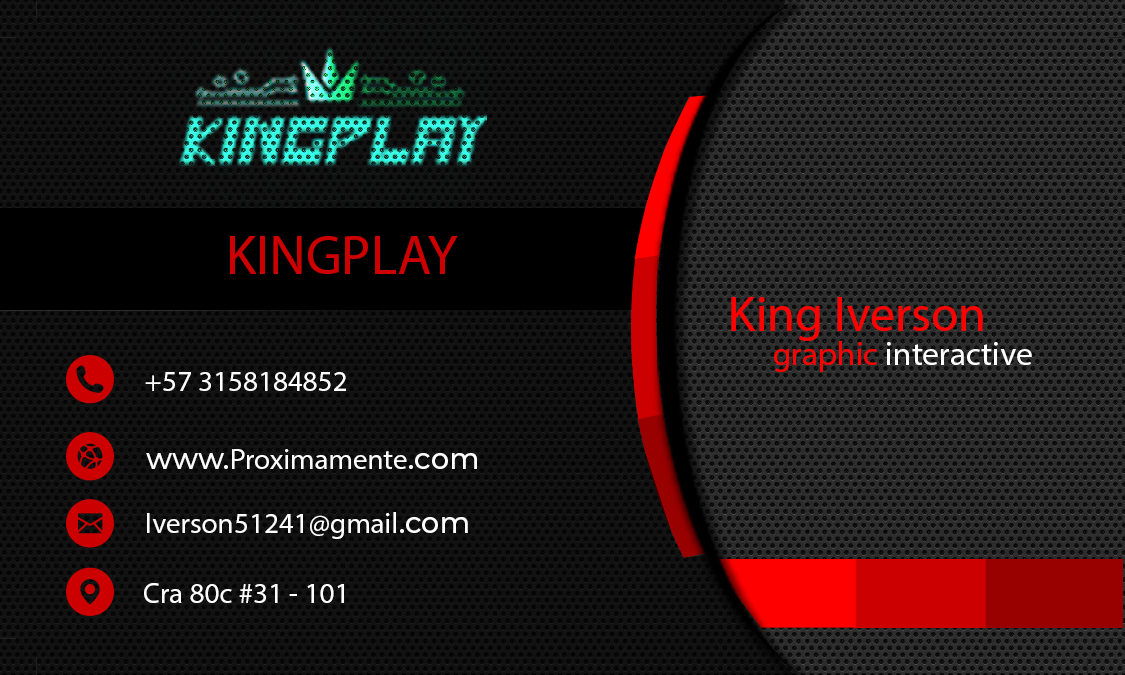 KINGPLAY
KINGPLAY
+57 3158184852
www.Proximamente.com
Iverson51241@gmail.com
Cra 80c #31 - 101
King Iverson
graphic interactive